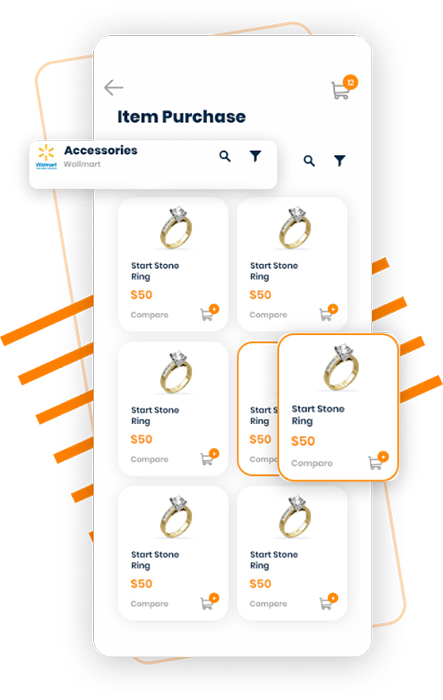 12
Item Purchase
Accessories
Walmart
Wallmart
Start Stone
Ring
$50
Compare
Start Stone
Ring
$50
Compare
Start Stone
Ring
$50
Compare
Start St
Ring
$50
Compa
Start Stone
Ring
$50
Compare
Start Stone
Ring
$50
Compare
Start Stone
Ring
$50
Compare